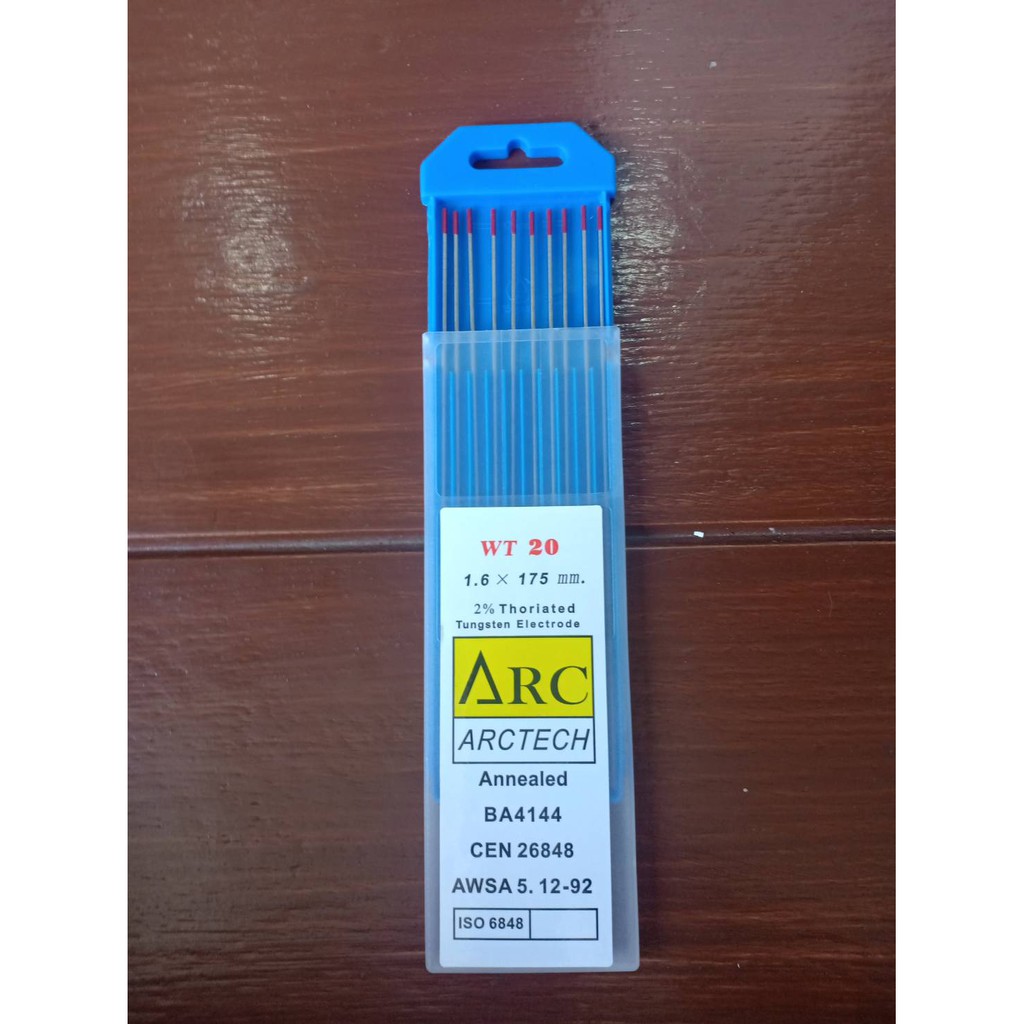 WT 20
1.6 × 175 mm.
2% Thoriated
Tungsten Electrode
ARC
ARCTECH
Annealed
BA4144
CEN 26848
AWSA 5. 12-92
ISO 6848